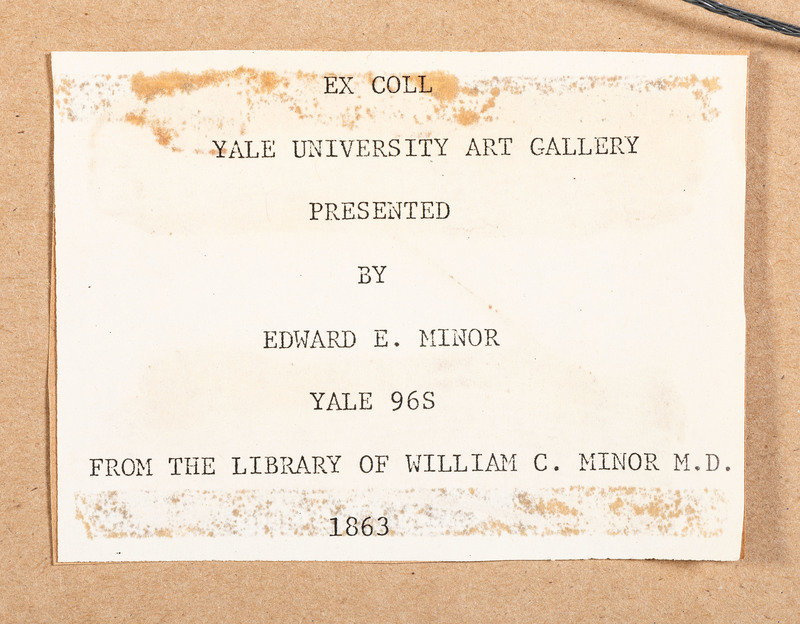 EX COLL
YALE UNIVERSITY ART GALLERY
PRESENTED
BY
EDWARD E. MINOR
YALE 96S
FROM THE LIBRARY OF WILLIAM C. MINOR M.D.
1863